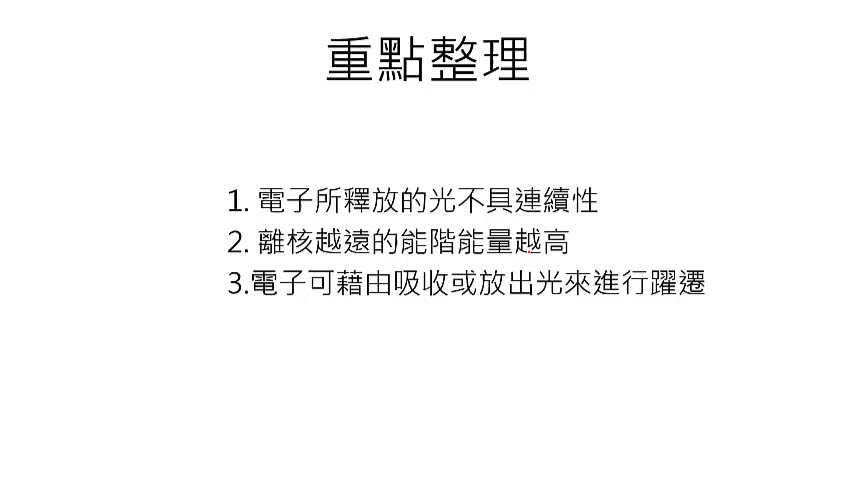 重點整理
1. 電子所釋放的光不具連續性
2. 離核越遠的能階能量越高
3.電子可藉由吸收或放出光來進行躍遷